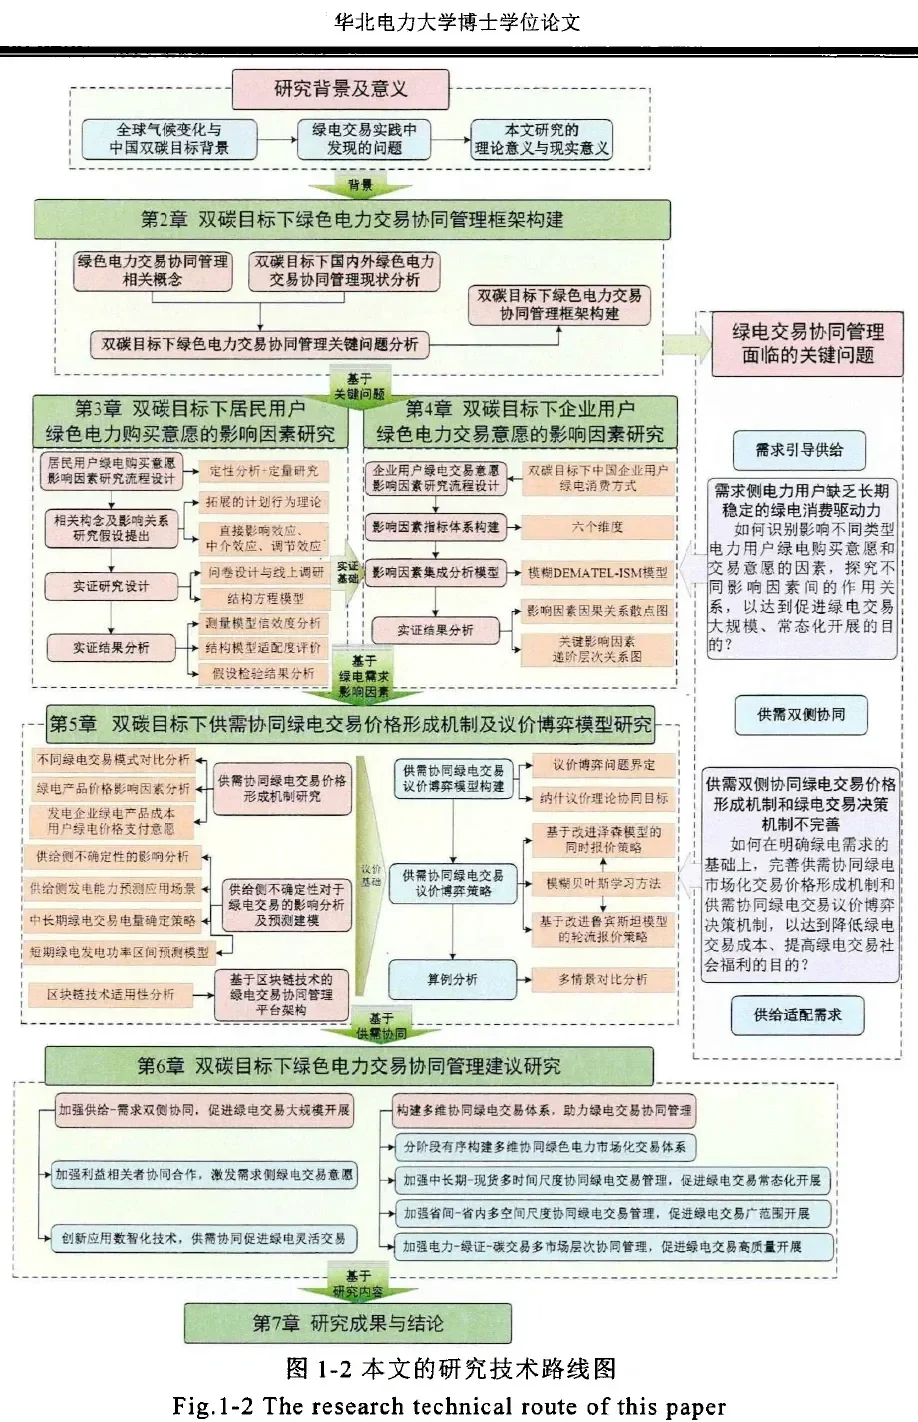 华北电力大学博士学位论文
研究背景及意义
全球气候变化与
中国双碳目标背景
绿电交易实践中
发现的问题
本文研究的
理论意义与现实意义
背景
第2章 双碳目标下绿色电力交易协同管理框架构建
绿色电力交易协同管理
相关概念
双碳目标下国内外绿色电力
交易协同管理现状分析
双碳目标下绿色电力交易
协同管理框架构建
双碳目标下绿色电力交易协同管理关键问题分析
绿电交易协同管理
面临的关键问题
基于
关键问题
第3章 双碳目标下居民用户
绿色电力购买意愿的影响因素研究
居民用户绿电购买意愿
影响因素研究流程设计
定性分析+定量研究
拓展的计划行为理论
相关构念及影响关系
研究假设提出
直接影响效应、
中介效应、调节效应
实证研究设计
问卷设计与线上调研
结构方程模型
实证结果分析
测量模型信效度分析
结构模型适配度评价
假设检验结果分析
实证
基础
第4章 双碳目标下企业用户
绿色电力交易意愿的影响因素研究
企业用户绿电交易意愿
影响因素研究流程设计
双碳目标下中国企业用户
绿电消费方式
影响因素指标体系构建
六个维度
影响因素集成分析模型
模糊DEMATEL-ISM模型
实证结果分析
影响因素因果关系散点图
关键影响因素
递阶层次关系图
需求引导供给
需求侧电力用户缺乏长期
稳定的绿电消费驱动力
如何识别影响不同类型
电力用户绿电购买意愿和
交易意愿的因素，探究不
同影响因素间的作用关
系，以达到促进绿电交易
大规模、常态化开展的目
的？
基于
绿电需求
影响因素
第5章 双碳目标下供需协同绿电交易价格形成机制及议价博弈模型研究
不同绿电交易模式对比分析
绿电产品价格影响因素分析
发电企业绿电产品成本
用户绿电价格支付意愿
供需协同绿电交易价格
形成机制研究
供给侧不确定性的影响分析
供给侧发电能力预测应用场景
中长期绿电交易电量确定策略
短期绿电发电功率区间预测模型
供给侧不确定性对于
绿电交易的影响分析
及预测建模
区块链技术适用性分析
基于区块链技术的
绿电交易协同管理
平台架构
议价
基础
供需协同绿电交易
议价博弈模型构建
议价博弈问题界定
纳什议价理论协同目标
供需协同绿电交易
议价博弈策略
基于改进泽森模型的
同时报价策略
模糊贝叶斯学习方法
基于改进鲁宾斯坦模型
的轮流报价策略
算例分析
多情景对比分析
供需双侧协同
供需双侧协同绿电交易价格
形成机制和绿电交易决策
机制不完善
如何在明确绿电需求的
基础上，完善供需协同绿电
市场化交易价格形成机制和
供需协同绿电交易议价博弈
决策机制，以达到降低绿电
交易成本、提高绿电交易社
会福利的目的？
供给适配需求
基于
供需协同
第6章 双碳目标下绿色电力交易协同管理建议研究
加强供给-需求双侧协同，促进绿电交易大规模开展
加强利益相关者协同合作，激发需求侧绿电交易意愿
创新应用数智化技术，供需协同促进绿电灵活交易
构建多维协同绿电交易体系，助力绿电交易协同管理
分阶段有序构建多维协同绿色电力市场化交易体系
加强中长期-现货多时间尺度协同绿电交易管理，促进绿电交易常态化开展
加强省间-省内多空间尺度协同绿电交易管理，促进绿电交易广范围开展
加强电力-绿证-碳交易多市场层次协同管理，促进绿电交易高质量开展
基于
研究内容
第7章 研究成果与结论
图 1-2 本文的研究技术路线图
Fig.1-2 The research technical route of this paper